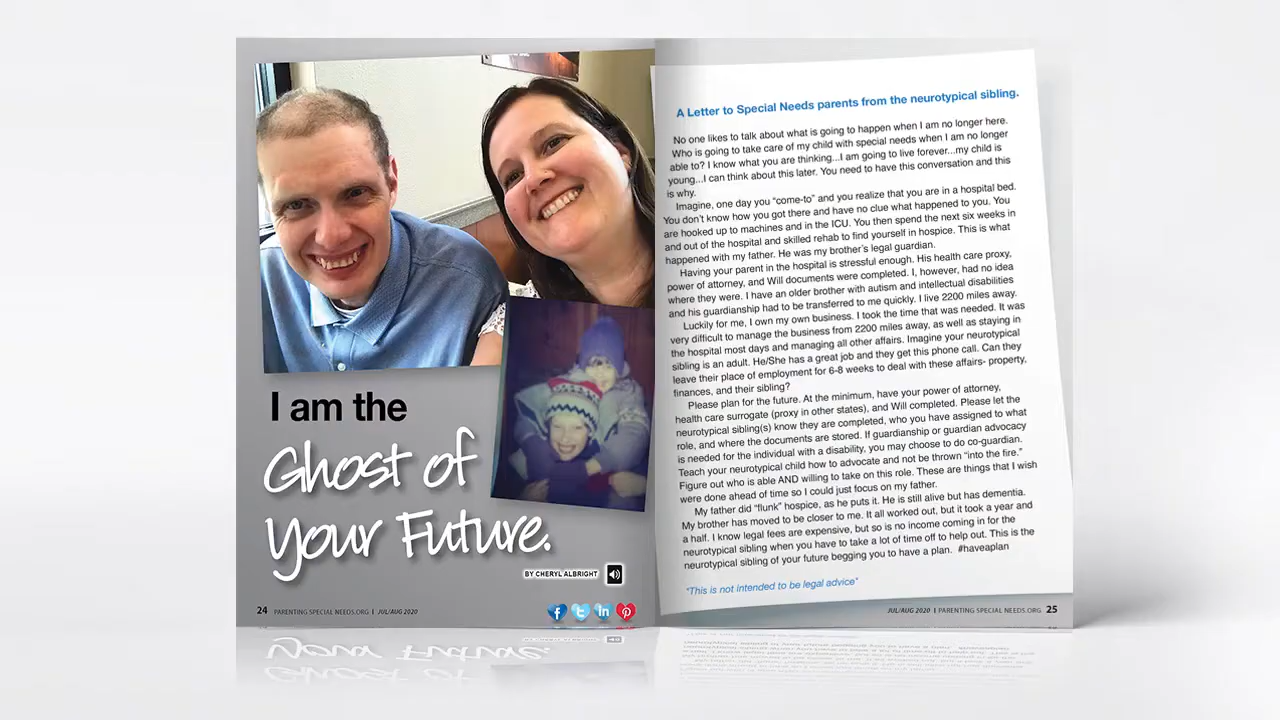 I am the
Ghost of
Your Future.
BY CHERYL ALBRIGHT
24 PARENTING SPECIAL NEEDS.ORG | JUL/AUG 2020
A Letter to Special Needs parents from the neurotypical sibling.
No one likes to talk about what is going to happen when I am no longer here.
Who is going to take care of my child with special needs when I am no longer
able to? I know what you are thinking...I am going to live forever...my child is
young...I can think about this later. You need to have this conversation and this
is why.
Imagine, one day you “come-to” and you realize that you are in a hospital bed.
You don’t know how you got there and have no clue what happened to you. You
are hooked up to machines and in the ICU. You then spend the next six weeks in
and out of the hospital and skilled rehab to find yourself in hospice. This is what
happened with my father. He was my brother’s legal guardian.
Having your parent in the hospital is stressful enough. His health care proxy,
power of attorney, and Will documents were completed. I, however, had no idea
where they were. I have an older brother with autism and intellectual disabilities
and his guardianship had to be transferred to me quickly. I live 2200 miles away.
Luckily for me, I own my own business. I took the time that was needed. It was
very difficult to manage the business from 2200 miles away, as well as staying in
the hospital most days and managing all other affairs. Imagine your neurotypical
sibling is an adult. He/She has a great job and they get this phone call. Can they
leave their place of employment for 6-8 weeks to deal with these affairs- property,
finances, and their sibling?
Please plan for the future. At the minimum, have your power of attorney,
health care surrogate (proxy in other states), and Will completed. Please let the
neurotypical sibling(s) know they are completed, who you have assigned to what
role, and where the documents are stored. If guardianship or guardian advocacy
is needed for the individual with a disability, you may choose to do co-guardian.
Teach your neurotypical child how to advocate and not be thrown “into the fire.”
Figure out who is able AND willing to take on this role. These are things that I wish
were done ahead of time so I could just focus on my father.
My father did “flunk” hospice, as he puts it. He is still alive but has dementia.
My brother has moved to be closer to me. It all worked out, but it took a year and
a half. I know legal fees are expensive, but so is no income coming in for the
neurotypical sibling when you have to take a lot of time off to help out. This is the
neurotypical sibling of your future begging you to have a plan. #haveaplan
“This is not intended to be legal advice”
JUL/AUG 2020 | PARENTING SPECIAL NEEDS.ORG 25